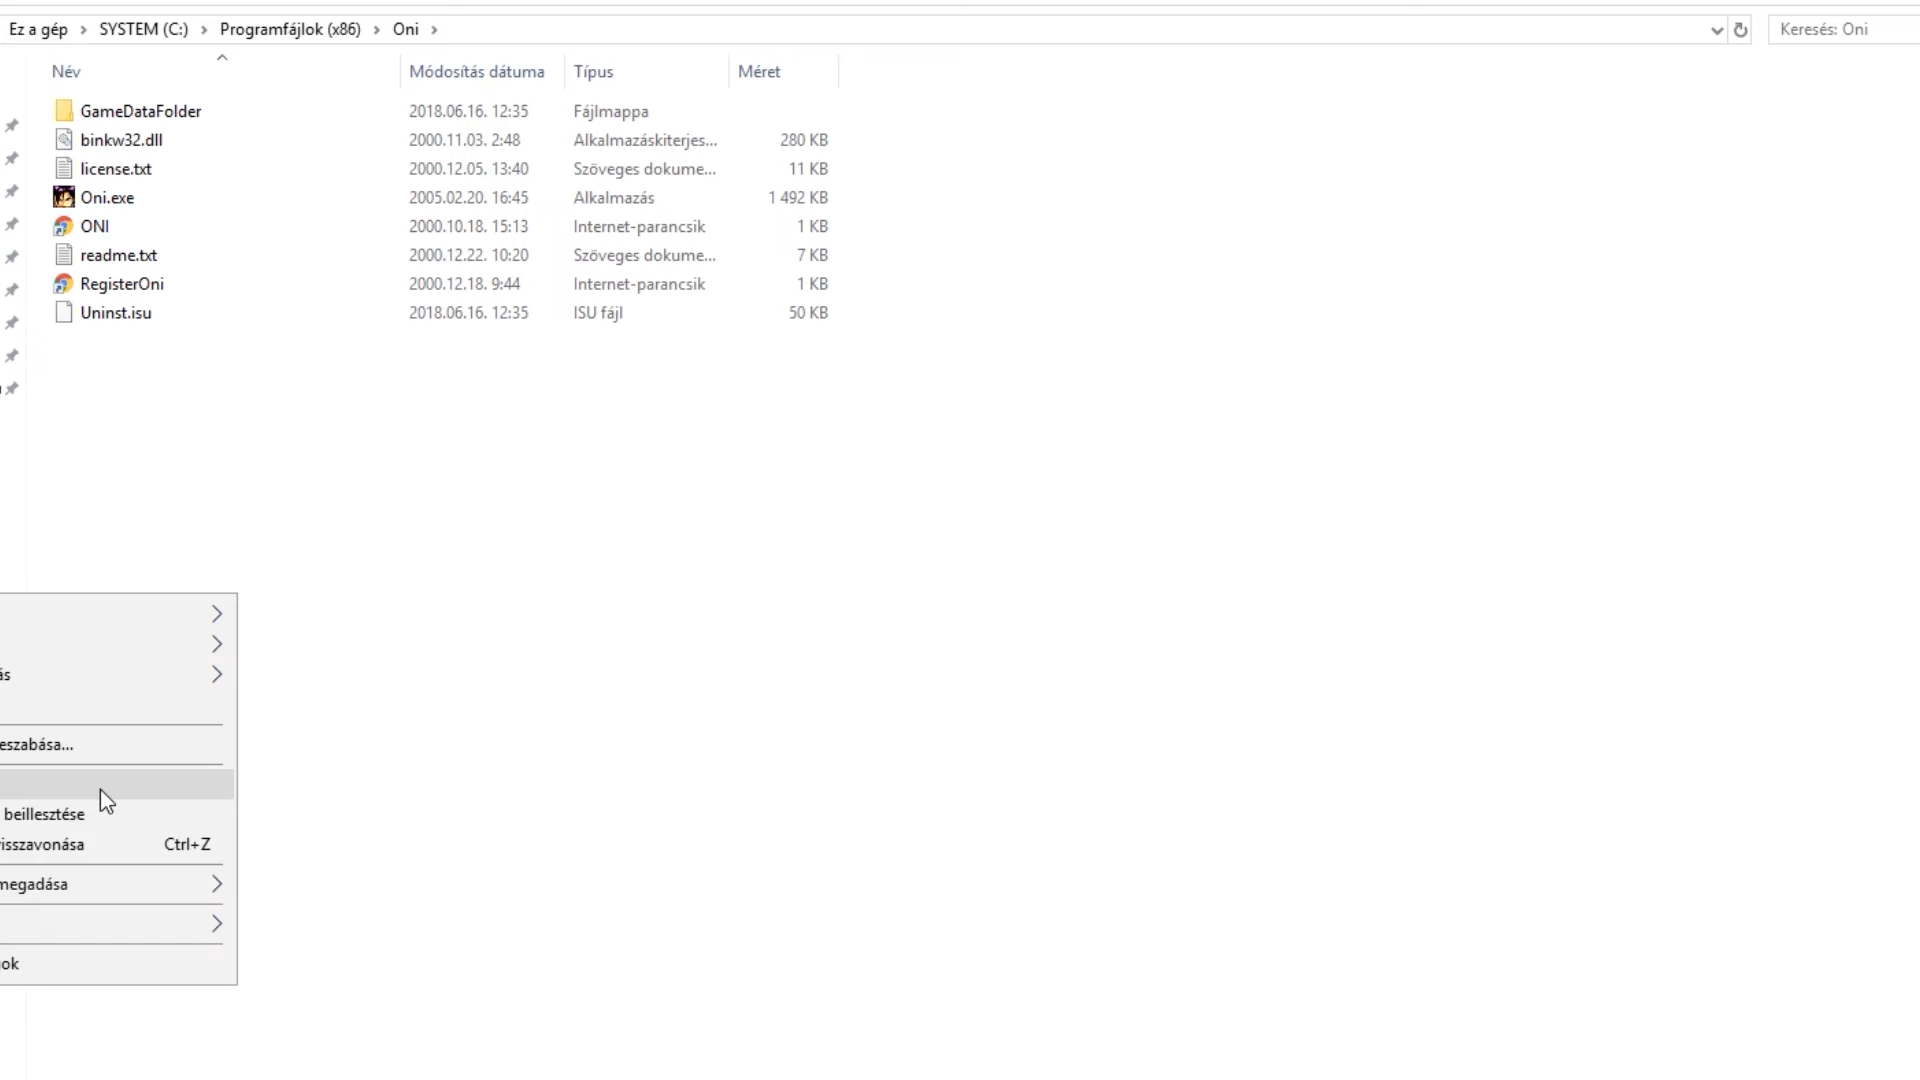 Ez a gép > SYSTEM (C:) > Programfájlok (x86) > Oni >
Keresés: Oni
Név Módosítás dátuma Típus Méret
GameDataFolder 2018.06.16. 12:35 Fájlmappa
binkw32.dll 2000.11.03. 2:48 Alkalmazáskiterjes... 280 KB
license.txt 2000.12.05. 13:40 Szöveges dokume... 11 KB
Oni.exe 2005.02.20. 16:45 Alkalmazás 1 492 KB
ONI 2000.10.18. 15:13 Internet-parancsik 1 KB
readme.txt 2000.12.22. 10:20 Szöveges dokume... 7 KB
RegisterOni 2000.12.18. 9:44 Internet-parancsik 1 KB
Uninst.isu 2018.06.16. 12:35 ISU fájl 50 KB
ás
eszabása...
beillesztése
isszavonása Ctrl+Z
megadása
ok